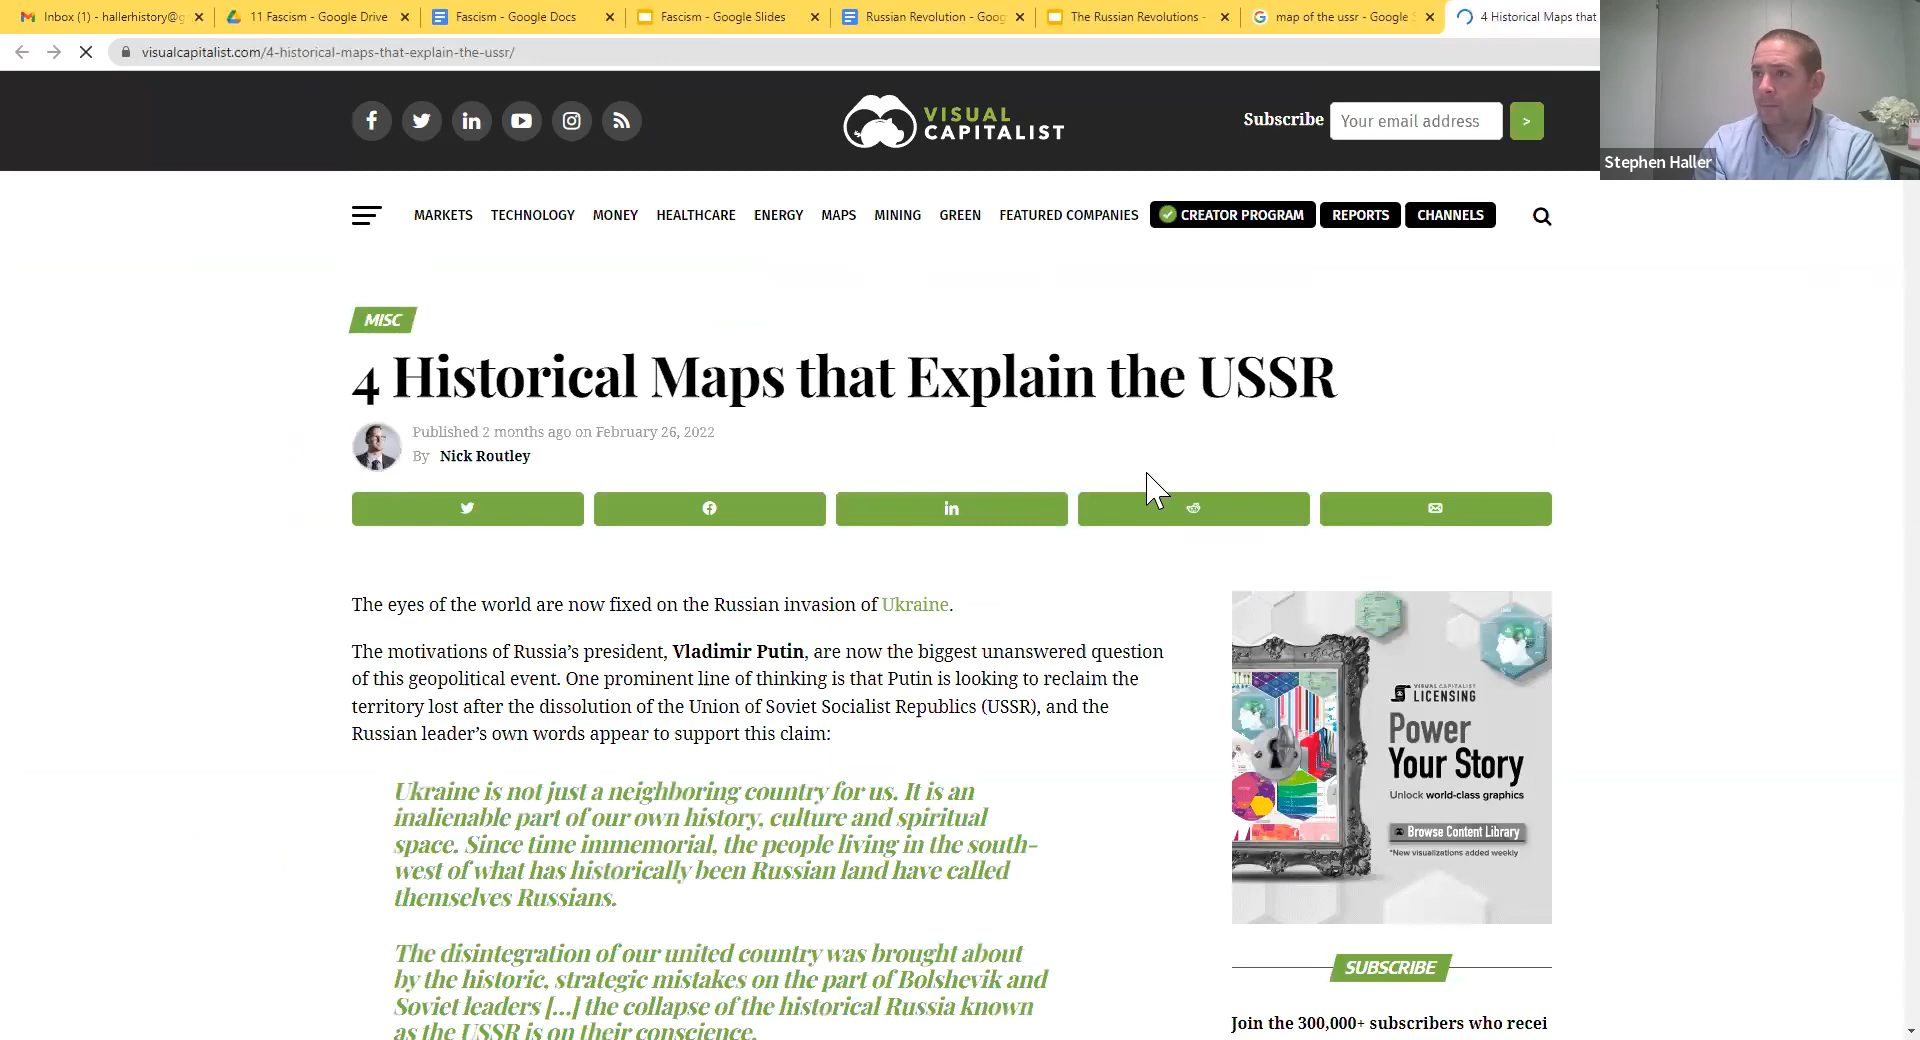 Inbox (1) - hallerhistory@g
11 Fascism - Google Drive
Fascism - Google Docs
Fascism - Google Slides
Russian Revolution - Goog
The Russian Revolutions -
map of the ussr - Google S
4 Historical Maps that
visualcapitalist.com/4-historical-maps-that-explain-the-ussr/
VISUAL
CAPITALIST
Subscribe
Your email address
>
Stephen Haller
MARKETS TECHNOLOGY MONEY HEALTHCARE ENERGY MAPS MINING GREEN FEATURED COMPANIES CREATOR PROGRAM REPORTS CHANNELS
MISC
4 Historical Maps that Explain the USSR
Published 2 months ago on February 26, 2022
By Nick Routley
The eyes of the world are now fixed on the Russian invasion of Ukraine.
The motivations of Russia’s president, Vladimir Putin, are now the biggest unanswered question
of this geopolitical event. One prominent line of thinking is that Putin is looking to reclaim the
territory lost after the dissolution of the Union of Soviet Socialist Republics (USSR), and the
Russian leader’s own words appear to support this claim:
Ukraine is not just a neighboring country for us. It is an
inalienable part of our own history, culture and spiritual
space. Since time immemorial, the people living in the south-
west of what has historically been Russian land have called
themselves Russians.
The disintegration of our united country was brought about
by the historic, strategic mistakes on the part of Bolshevik and
Soviet leaders […] the collapse of the historical Russia known
as the USSR is on their conscience.
VISUAL CAPITALIST
LICENSING
Power
Your Story
Unlock world-class graphics
Browse Content Library
*New visualizations added weekly
SUBSCRIBE
Join the 300,000+ subscribers who recei